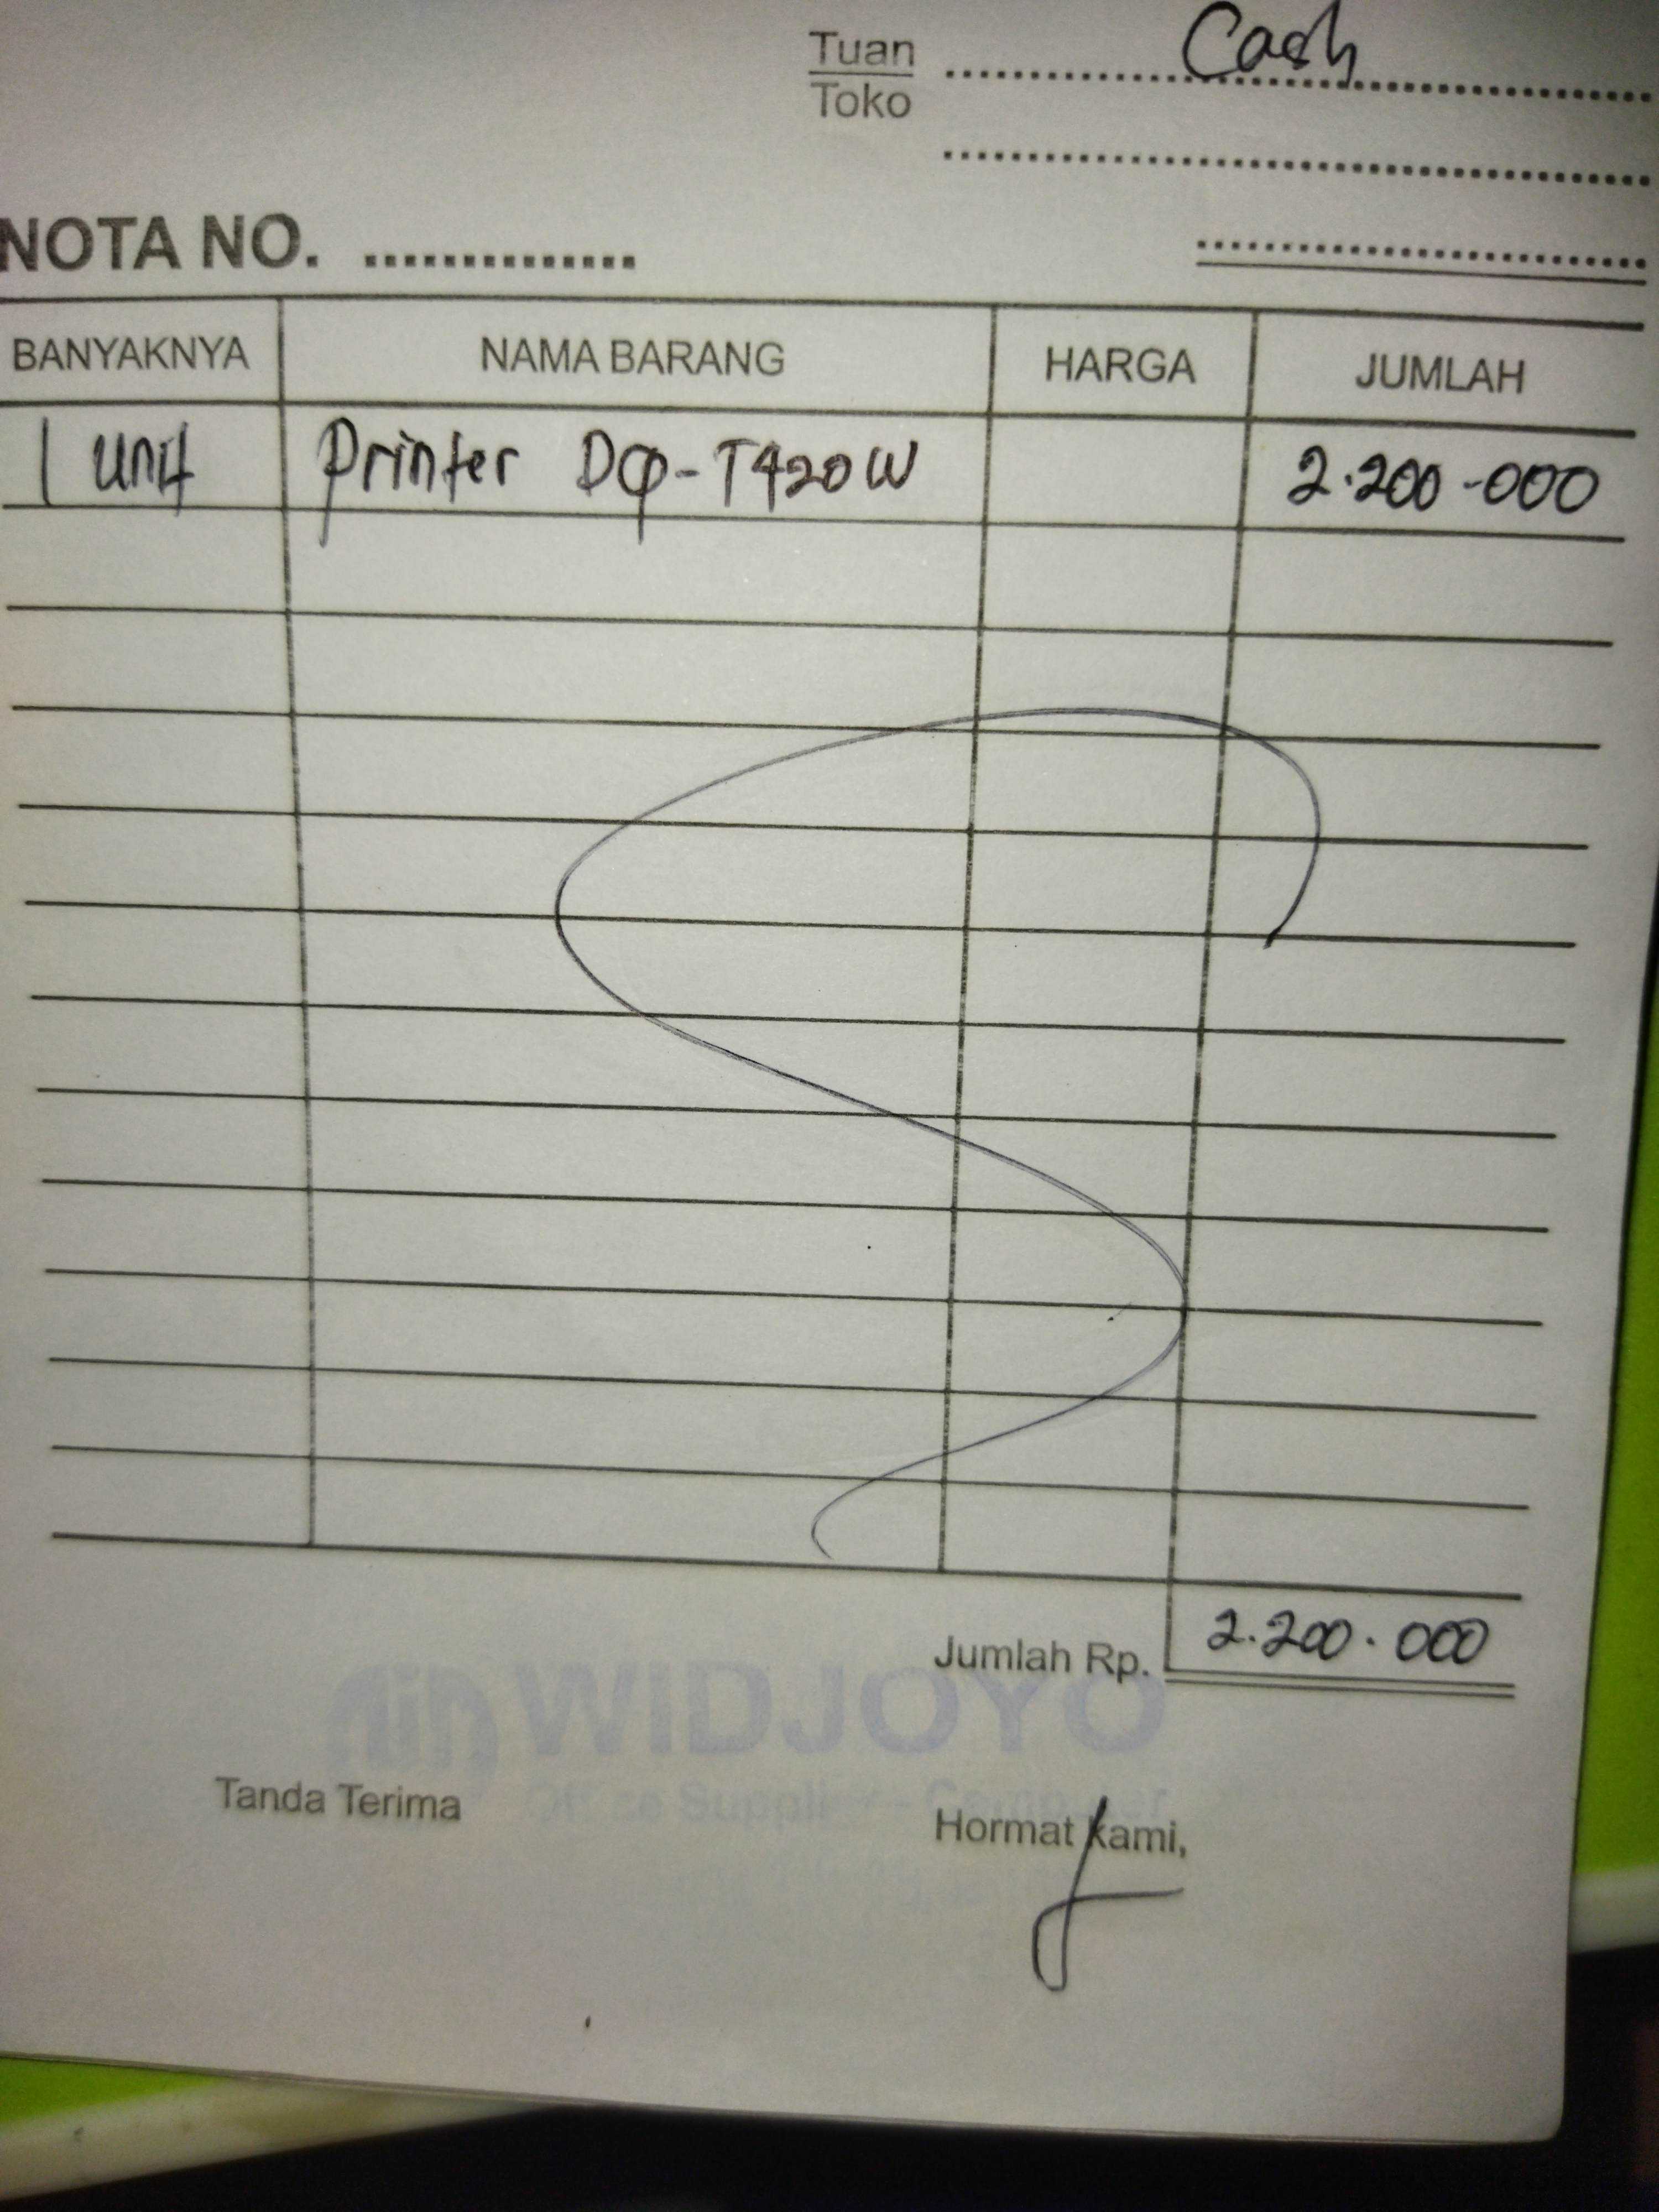 Tuan Cash
Toko
NOTA NO.
BANYAKNYA NAMA BARANG HARGA JUMLAH
1 unit Printer DCP-T420W 2.200.000
Jumlah Rp. 2.200.000
WIDJOYO
Tanda Terima Hormat kami,